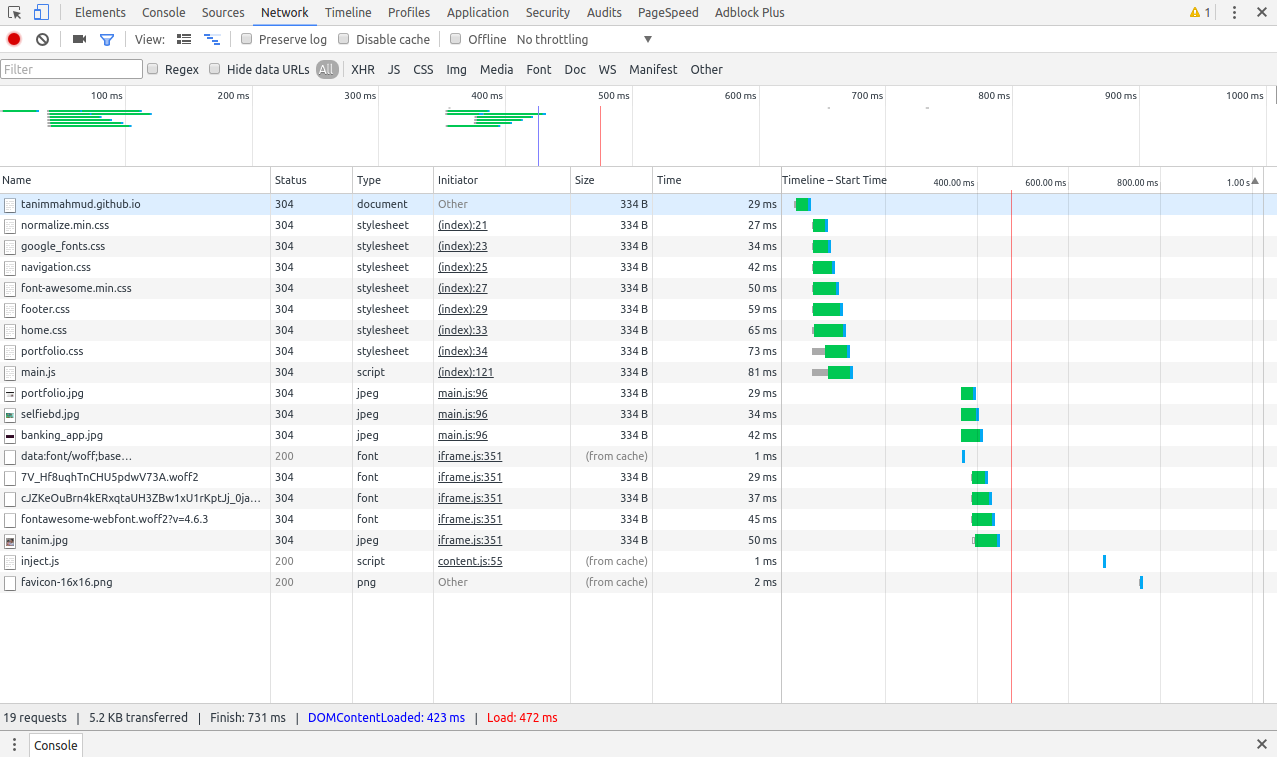 Elements Console Sources Network Timeline Profiles Application Security Audits PageSpeed Adblock Plus 1
View: Preserve log Disable cache Offline No throttling
Filter Regex Hide data URLs All XHR JS CSS Img Media Font Doc WS Manifest Other
100 ms 200 ms 300 ms 400 ms 500 ms 600 ms 700 ms 800 ms 900 ms 1000 ms
Name Status Type Initiator Size Time Timeline – Start Time 400.00 ms 600.00 ms 800.00 ms 1.00 s
tanimmahmud.github.io 304 document Other 334 B 29 ms
normalize.min.css 304 stylesheet (index):21 334 B 27 ms
google_fonts.css 304 stylesheet (index):23 334 B 34 ms
navigation.css 304 stylesheet (index):25 334 B 42 ms
font-awesome.min.css 304 stylesheet (index):27 334 B 50 ms
footer.css 304 stylesheet (index):29 334 B 59 ms
home.css 304 stylesheet (index):33 334 B 65 ms
portfolio.css 304 stylesheet (index):34 334 B 73 ms
main.js 304 script (index):121 334 B 81 ms
portfolio.jpg 304 jpeg main.js:96 334 B 29 ms
selfiebd.jpg 304 jpeg main.js:96 334 B 34 ms
banking_app.jpg 304 jpeg main.js:96 334 B 42 ms
data:font/woff;base… 200 font iframe.js:351 (from cache) 1 ms
7V_Hf8uqhTnCHU5pdwV73A.woff2 304 font iframe.js:351 334 B 29 ms
cJZKeOuBrn4kERxqtaUH3ZBw1xU1rKptJj_0ja… 304 font iframe.js:351 334 B 37 ms
fontawesome-webfont.woff2?v=4.6.3 304 font iframe.js:351 334 B 45 ms
tanim.jpg 304 jpeg iframe.js:351 334 B 50 ms
inject.js 200 script content.js:55 (from cache) 1 ms
favicon-16x16.png 200 png Other (from cache) 2 ms
19 requests | 5.2 KB transferred | Finish: 731 ms | DOMContentLoaded: 423 ms | Load: 472 ms
Console